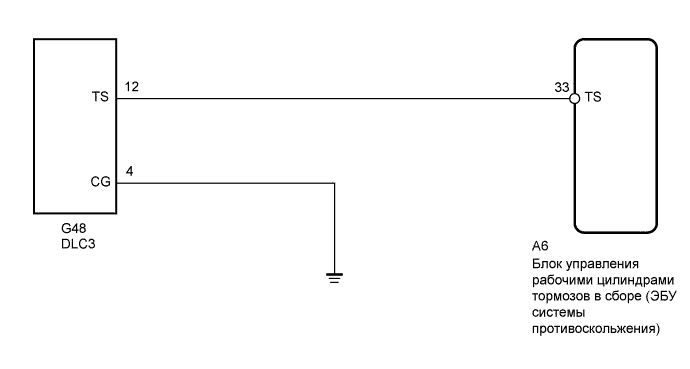 12
33
TS
TS
4
CG
G48
DLC3
A6
Блок управления
рабочими цилиндрами
тормозов в сборе (ЭБУ
системы
противоскольжения)